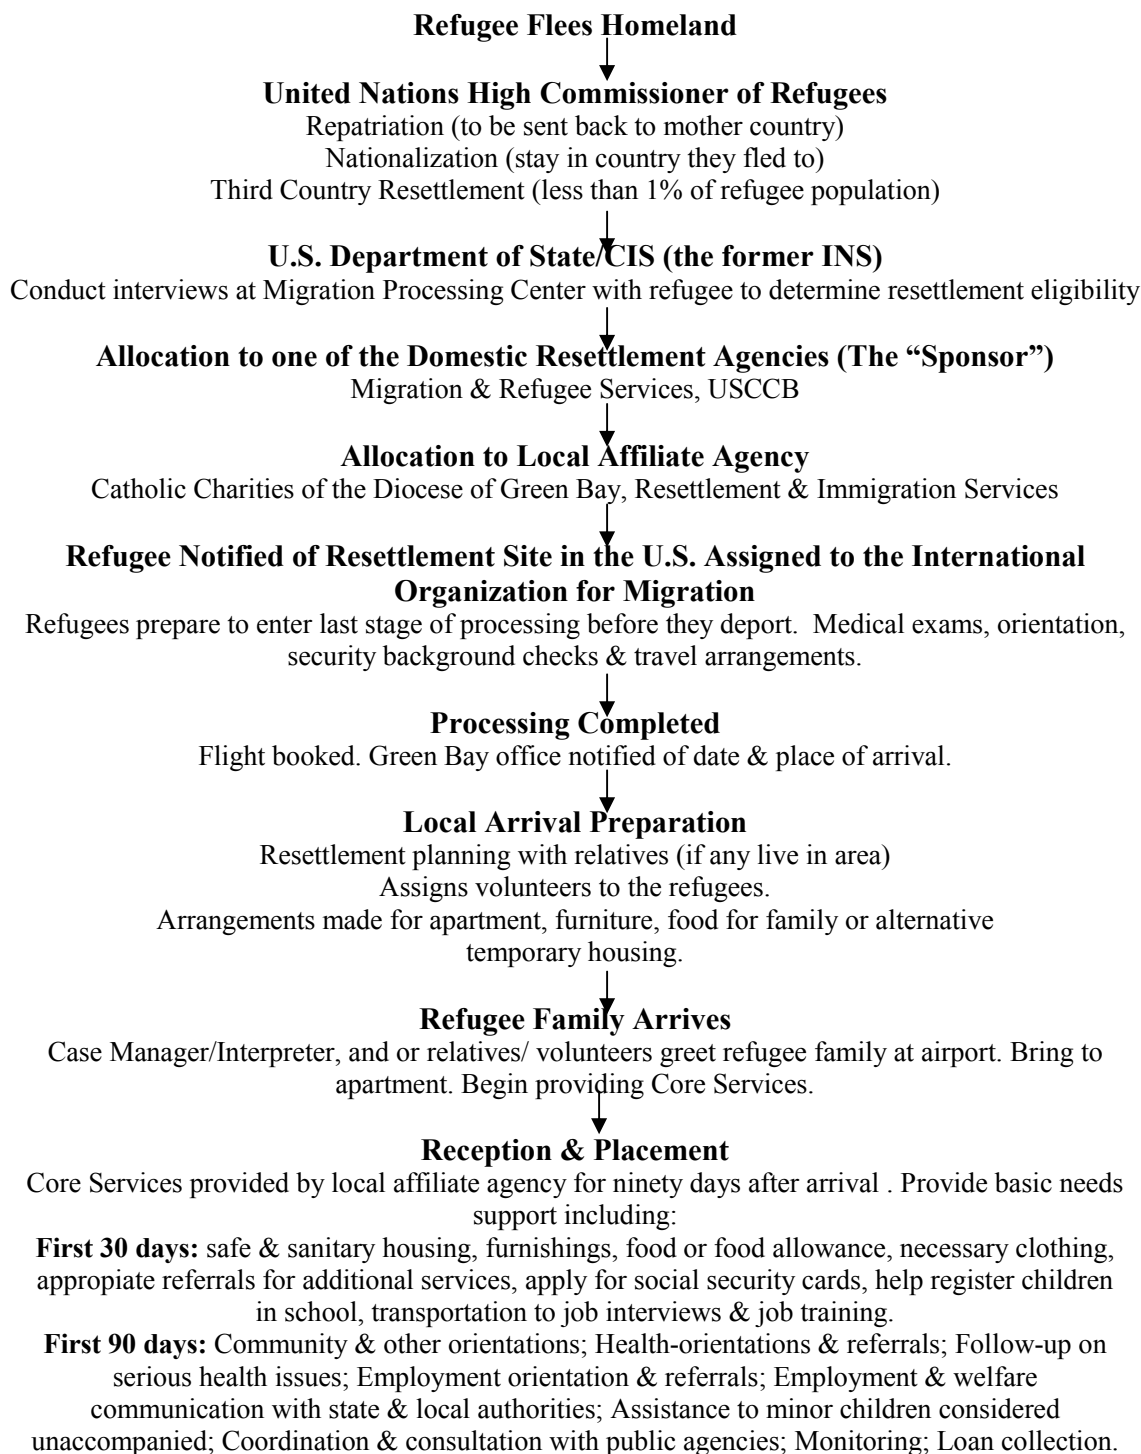 Refugee Flees Homeland
United Nations High Commissioner of Refugees
Repatriation (to be sent back to mother country)
Nationalization (stay in country they fled to)
Third Country Resettlement (less than 1% of refugee population)
U.S. Department of State/CIS (the former INS)
Conduct interviews at Migration Processing Center with refugee to determine resettlement eligibility
Allocation to one of the Domestic Resettlement Agencies (The “Sponsor”)
Migration & Refugee Services, USCCB
Allocation to Local Affiliate Agency
Catholic Charities of the Diocese of Green Bay, Resettlement & Immigration Services
Refugee Notified of Resettlement Site in the U.S. Assigned to the International
Organization for Migration
Refugees prepare to enter last stage of processing before they deport.  Medical exams, orientation,
security background checks & travel arrangements.
Processing Completed
Flight booked. Green Bay office notified of date & place of arrival.
Local Arrival Preparation
Resettlement planning with relatives (if any live in area)
Assigns volunteers to the refugees.
Arrangements made for apartment, furniture, food for family or alternative
temporary housing.
Refugee Family Arrives
Case Manager/Interpreter, and or relatives/ volunteers greet refugee family at airport. Bring to
apartment. Begin providing Core Services.
Reception & Placement
Core Services provided by local affiliate agency for ninety days after arrival . Provide basic needs
support including:
First 30 days: safe & sanitary housing, furnishings, food or food allowance, necessary clothing,
appropiate referrals for additional services, apply for social security cards, help register children
in school, transportation to job interviews & job training.
First 90 days: Community & other orientations; Health-orientations & referrals; Follow-up on
serious health issues; Employment orientation & referrals; Employment & welfare
communication with state & local authorities; Assistance to minor children considered
unaccompanied; Coordination & consultation with public agencies; Monitoring; Loan collection.